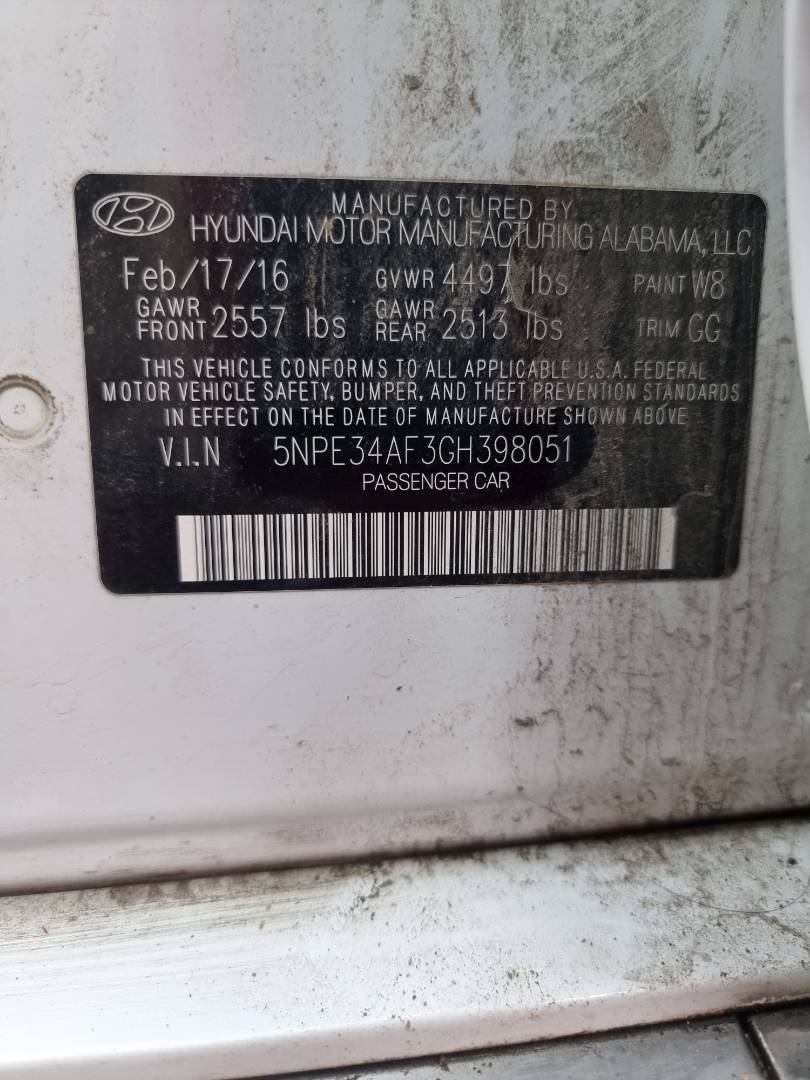 MANUFACTURED BY
HYUNDAI MOTOR MANUFACTURING ALABAMA, LLC
Feb/17/16 GVWR 4497 lbs PAINT W8
GAWR FRONT 2557 lbs GAWR REAR 2513 lbs TRIM GG
THIS VEHICLE CONFORMS TO ALL APPLICABLE U.S.A. FEDERAL
MOTOR VEHICLE SAFETY, BUMPER, AND THEFT PREVENTION STANDARDS
IN EFFECT ON THE DATE OF MANUFACTURE SHOWN ABOVE
V.I.N 5NPE34AF3GH398051
PASSENGER CAR